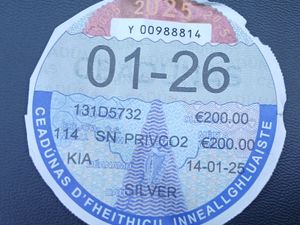 2025
Y 00988814
01-26
131D5732 €200.00
114 SN PRIVCO2 €200.00
KIA 14-01-25
SILVER
CEADÚNAS D'FHEITHICIL INNEALLGHLUAISTE